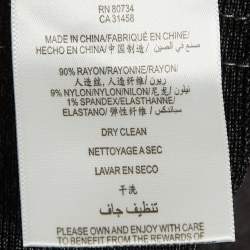 RN 80734
CA 31458
MADE IN CHINA/FABRIQUÉ EN CHINE/
HECHO EN CHINA/中国制造/ صنع في الصين
90% RAYON/RAYONNE/RAYON/
人造丝, 人造丝/ رايون
9% NYLON/NYLON/NILON/尼龙/ نايلون
1% SPANDEX/ELASTHANNE/
ELASTANO/ 弹性纤维/ سباندكس
DRY CLEAN
NETTOYAGE A SEC
LAVAR EN SECO
干洗
تنظيف جاف
PLEASE OWN AND ENJOY WITH CARE
TO BENEFIT FROM THE REWARDS OF